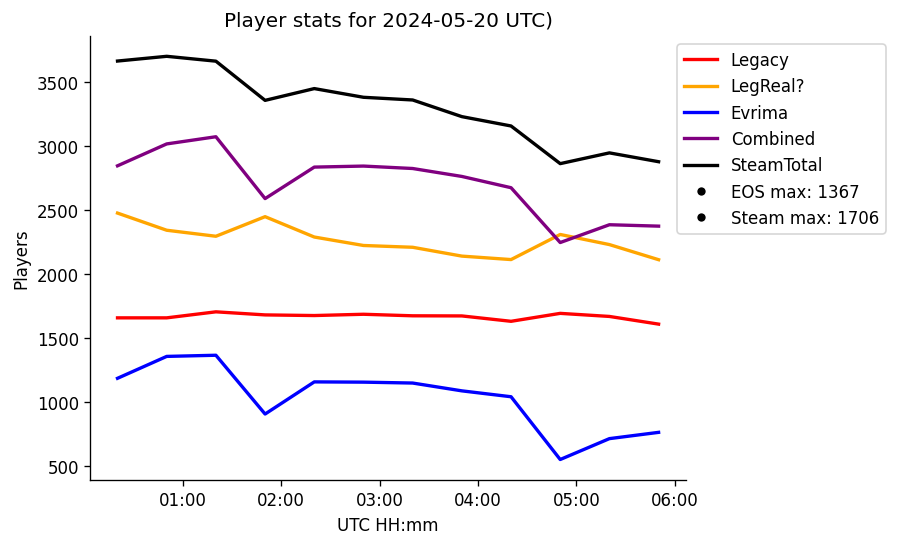 Player stats for 2024-05-20 UTC)
Legacy
LegReal?
Evrima
Combined
SteamTotal
EOS max: 1367
Steam max: 1706
Players
3500
3000
2500
2000
1500
1000
500
01:00 02:00 03:00 04:00 05:00 06:00
UTC HH:mm